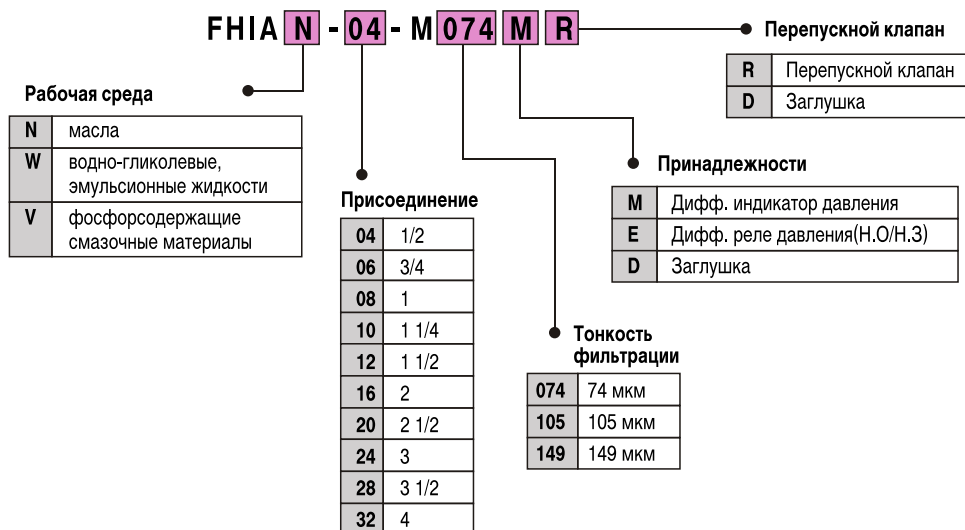 FHIA N - 04 - M 074 M R
Перепускной клапан
R Перепускной клапан
D Заглушка
Рабочая среда
N масла
W водно-гликолевые,
эмульсионные жидкости
V фосфорсодержащие
смазочные материалы
Принадлежности
M Дифф. индикатор давления
E Дифф. реле давления(Н.О/Н.З)
D Заглушка
Присоединение
04 1/2
06 3/4
08 1
10 1 1/4
12 1 1/2
16 2
20 2 1/2
24 3
28 3 1/2
32 4
Тонкость
фильтрации
074 74 мкм
105 105 мкм
149 149 мкм